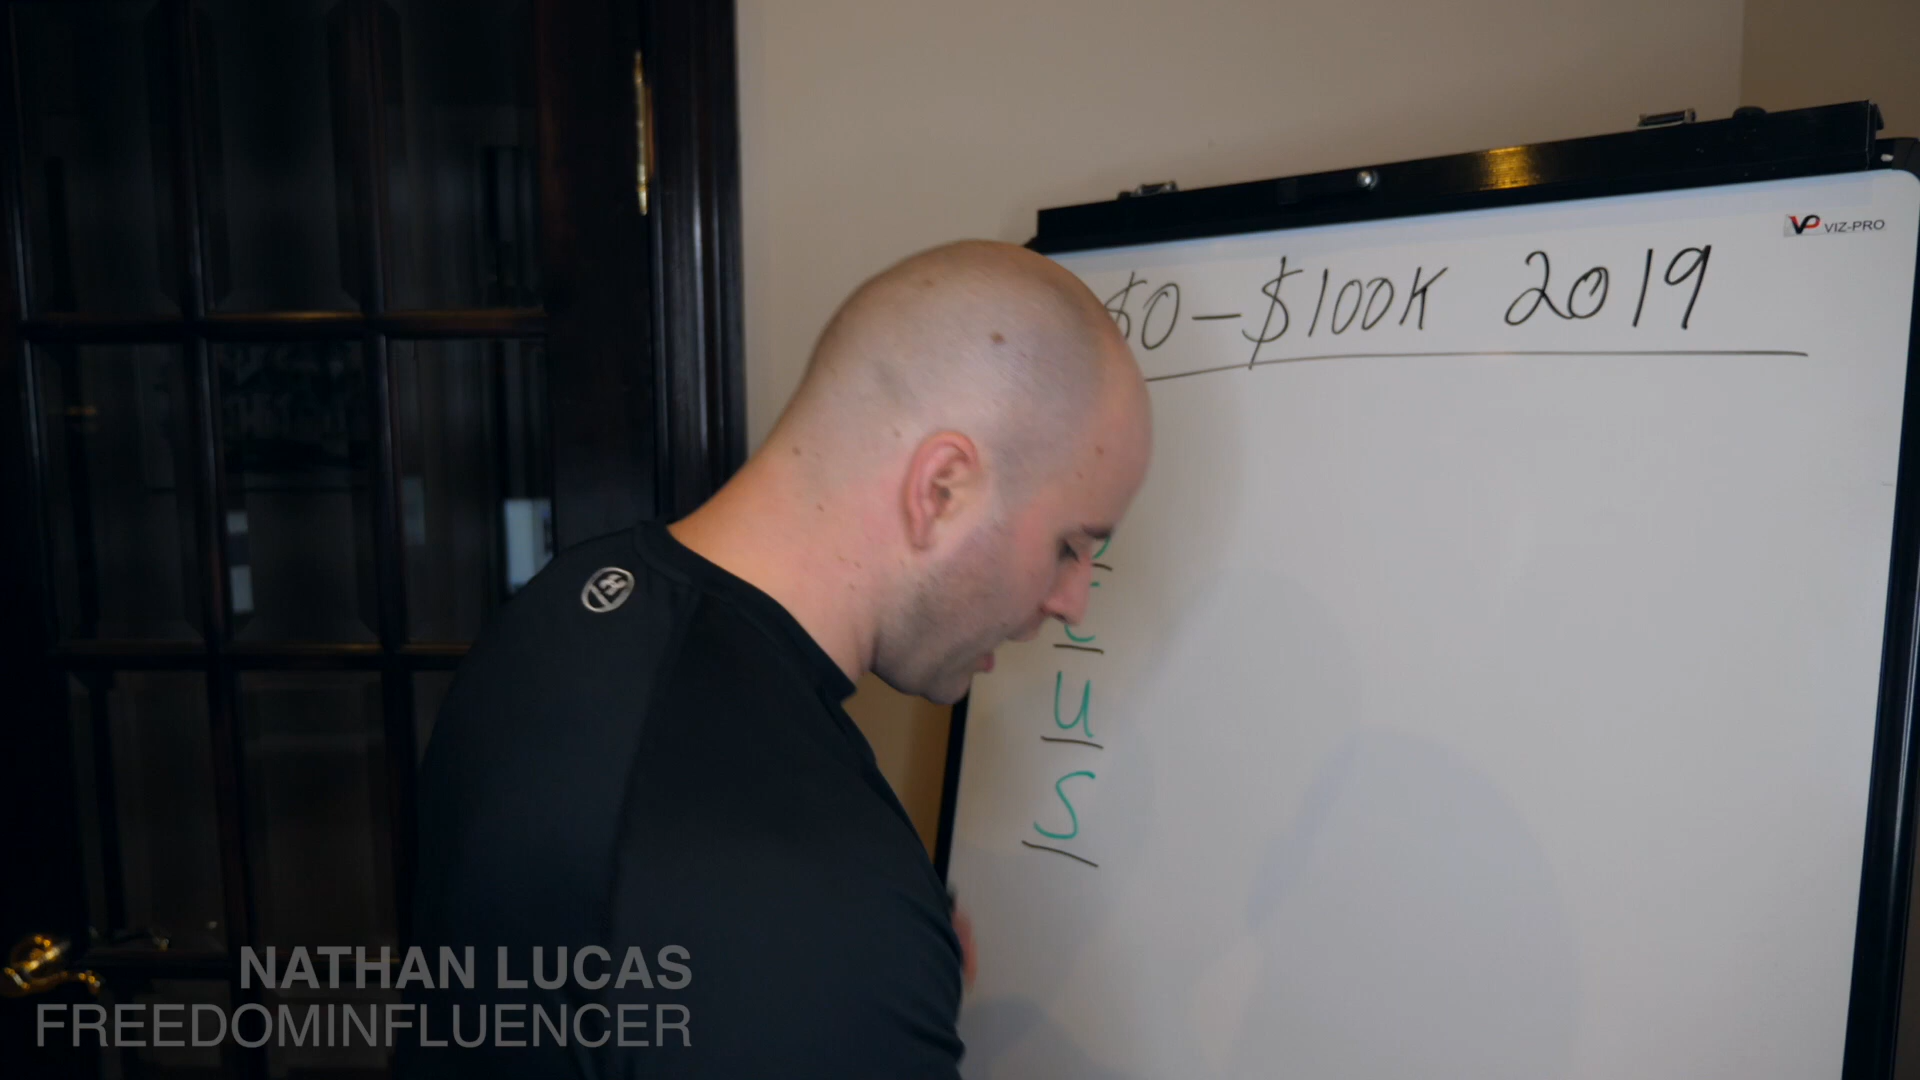 VIZ-PRO
$0-$100K 2019
U
S
NATHAN LUCAS
FREEDOMINFLUENCER